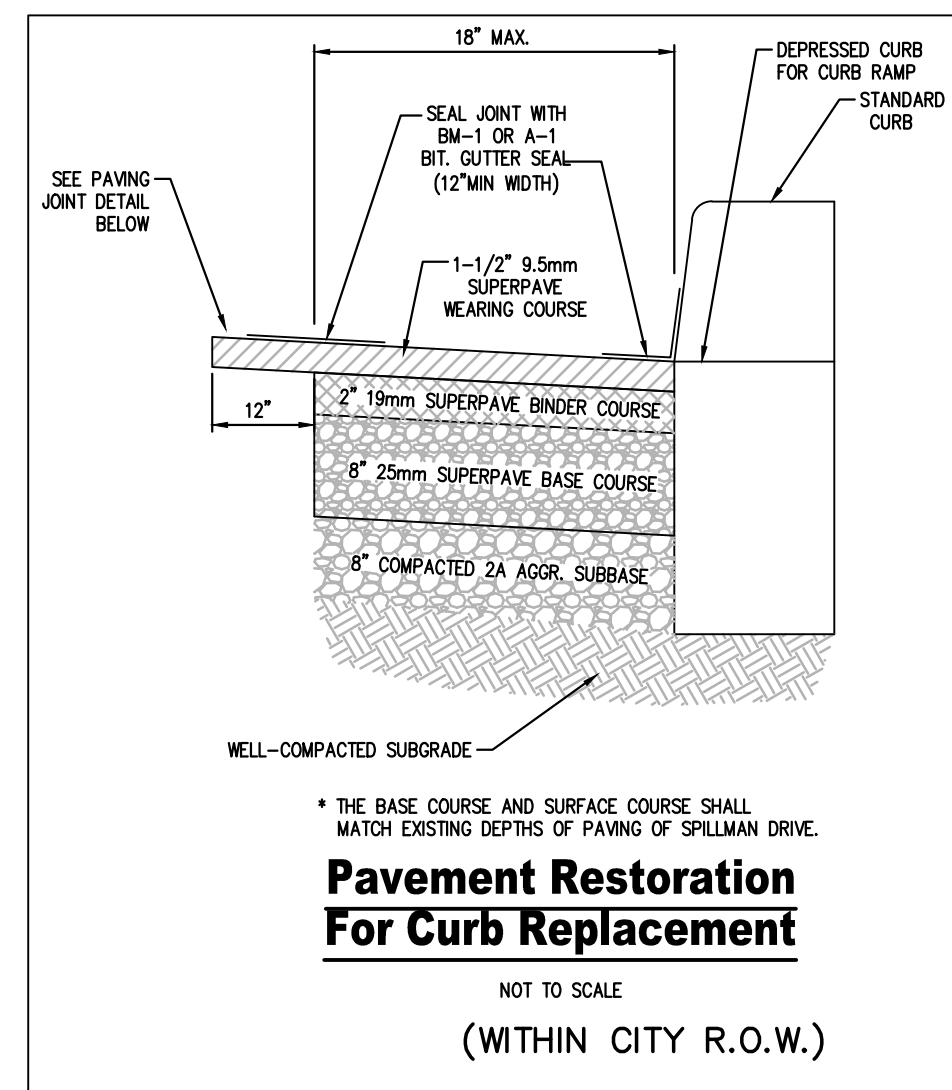 18" MAX.
DEPRESSED CURB
FOR CURB RAMP
STANDARD
CURB
SEAL JOINT WITH
BM-1 OR A-1
BIT. GUTTER SEAL
(12"MIN WIDTH)
SEE PAVING
JOINT DETAIL
BELOW
1-1/2" 9.5mm
SUPERPAVE
WEARING COURSE
12"
2" 19mm SUPERPAVE BINDER COURSE
8" 25mm SUPERPAVE BASE COURSE
8" COMPACTED 2A AGGR. SUBBASE
WELL-COMPACTED SUBGRADE
* THE BASE COURSE AND SURFACE COURSE SHALL
MATCH EXISTING DEPTHS OF PAVING OF SPILLMAN DRIVE.
Pavement Restoration
For Curb Replacement
NOT TO SCALE
(WITHIN CITY R.O.W.)